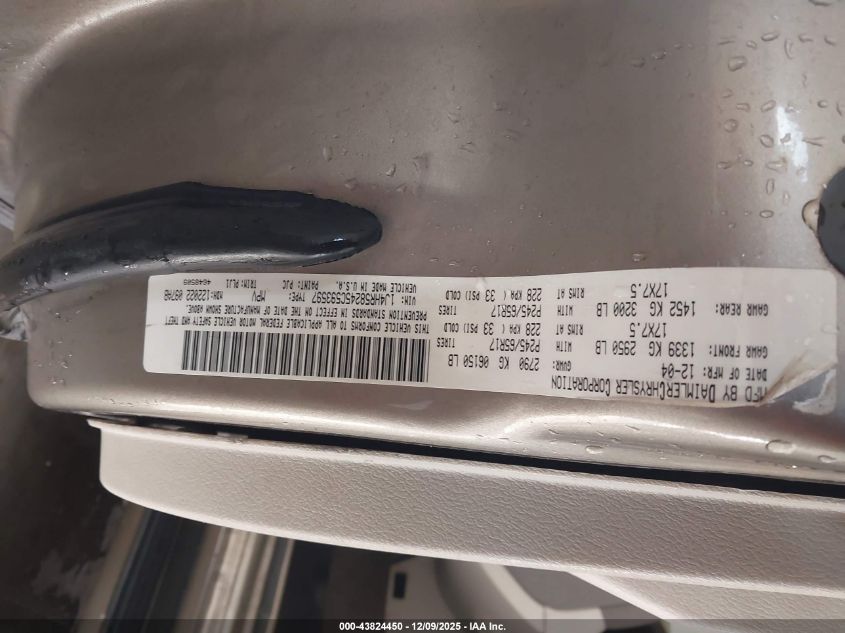 MFD BY DAIMLERCHRYSLER CORPORATION
DATE OF MFR: 12-04 GVWR: 2790 KG 06150 LB
GAWR FRONT: 1339 KG 2950 LB WITH TIRES P245/65R17
17X7.5 RIMS AT 228 KPA ( 33 PSI) COLD
GAWR REAR: 1452 KG 3200 LB WITH TIRES P245/65R17
17X7.5 RIMS AT 228 KPA ( 33 PSI) COLD
THIS VEHICLE CONFORMS TO ALL APPLICABLE FEDERAL MOTOR VEHICLE SAFETY AND THEFT
PREVENTION STANDARDS IN EFFECT ON THE DATE OF MANUFACTURE SHOWN ABOVE.
VIN: 1J4HR58245C593597 TYPE: MPV MDH:122022 097AB
VEHICLE MADE IN U.S.A. PAINT: PJC TRIM: RLJ1
000-43824450 - 12/09/2025 - IAA Inc.